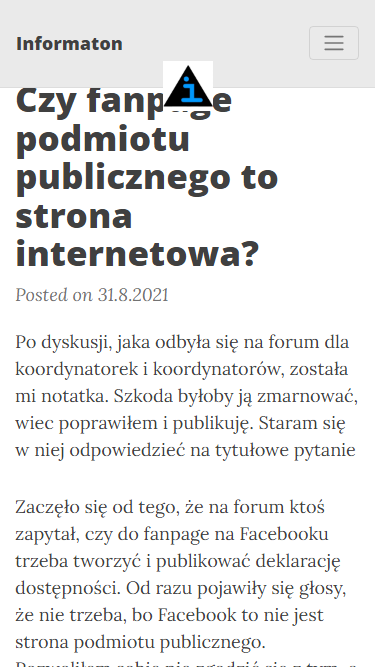 Informaton
i
Czy fanpage
podmiotu
publicznego to
strona
internetowa?
Posted on 31.8.2021
Po dyskusji, jaka odbyła się na forum dla
koordynatorek i koordynatorów, została
mi notatka. Szkoda byłoby ją zmarnować,
wiec poprawiłem i publikuję. Staram się
w niej odpowiedzieć na tytułowe pytanie
Zaczęło się od tego, że na forum ktoś
zapytał, czy do fanpage na Facebooku
trzeba tworzyć i publikować deklarację
dostępności. Od razu pojawiły się głosy,
że nie trzeba, bo Facebook to nie jest
strona podmiotu publicznego.